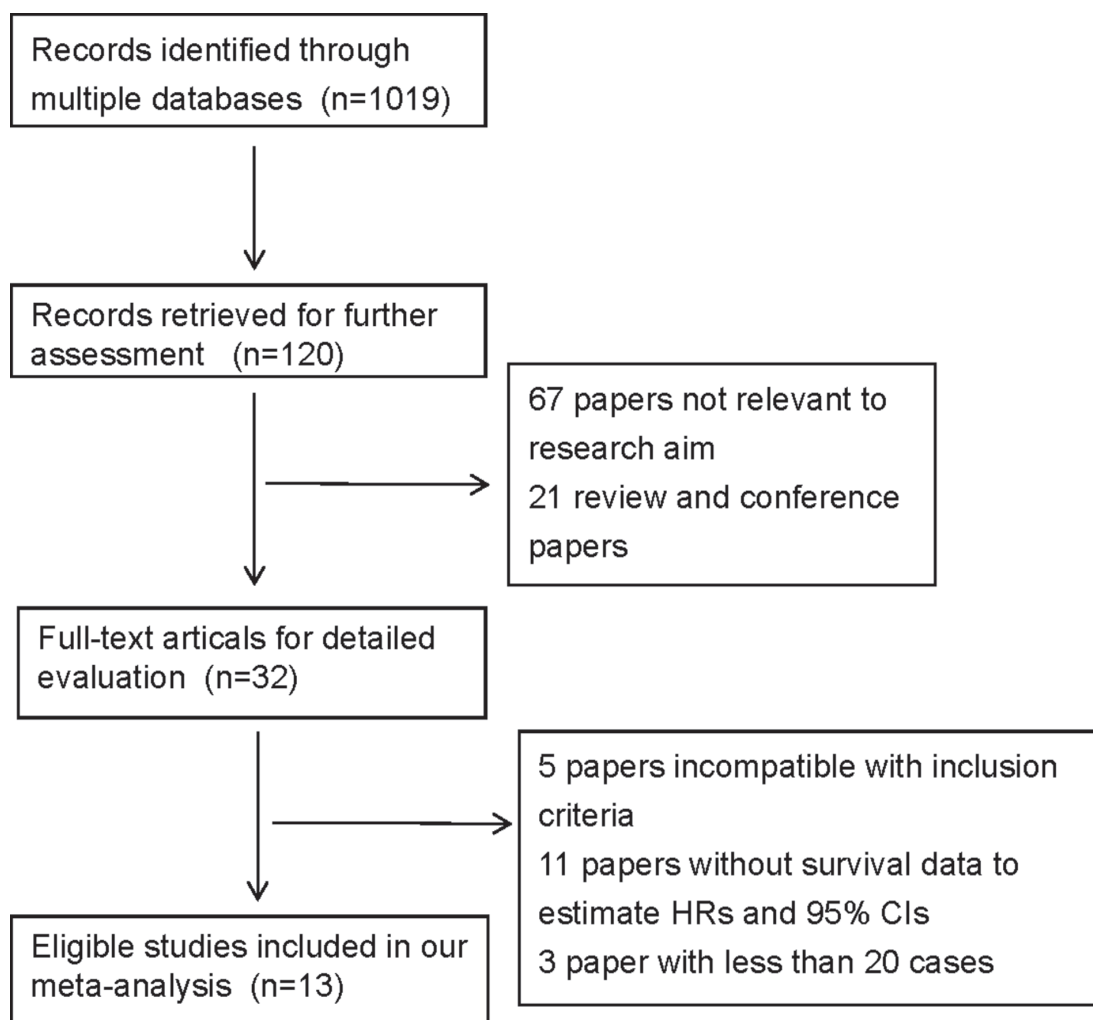 Records identified through
multiple databases (n=1019)
Records retrieved for further
assessment (n=120)
67 papers not relevant to
research aim
21 review and conference
papers
Full-text articals for detailed
evaluation (n=32)
5 papers incompatible with inclusion
criteria
11 papers without survival data to
estimate HRs and 95% CIs
3 paper with less than 20 cases
Eligible studies included in our
meta-analysis (n=13)